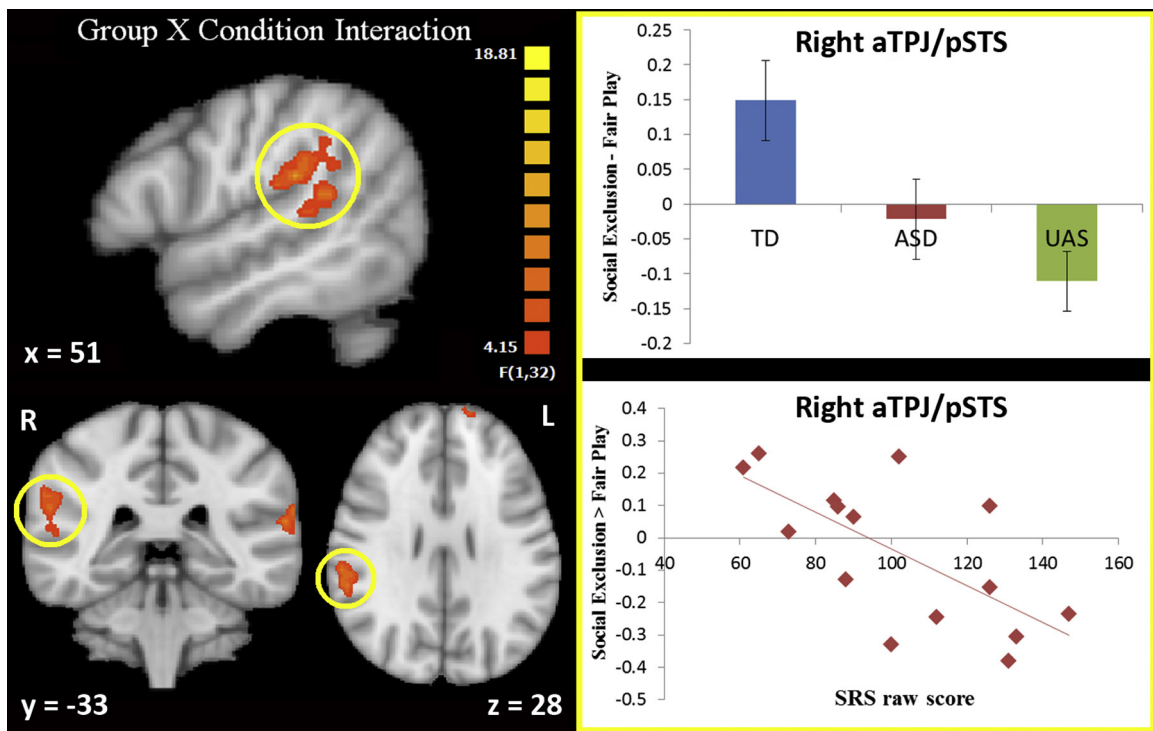 Group X Condition Interaction
18.81
4.15
F(1,32)
x = 51
R
L
y = -33
z = 28
Right aTPJ/pSTS
Social Exclusion - Fair Play
0.25
0.2
0.15
0.1
0.05
0
-0.05
-0.1
-0.15
-0.2
TD
ASD
UAS
Right aTPJ/pSTS
Social Exclusion > Fair Play
0.4
0.3
0.2
0.1
0
-0.1
-0.2
-0.3
-0.4
-0.5
40
60
80
100
120
140
160
SRS raw score